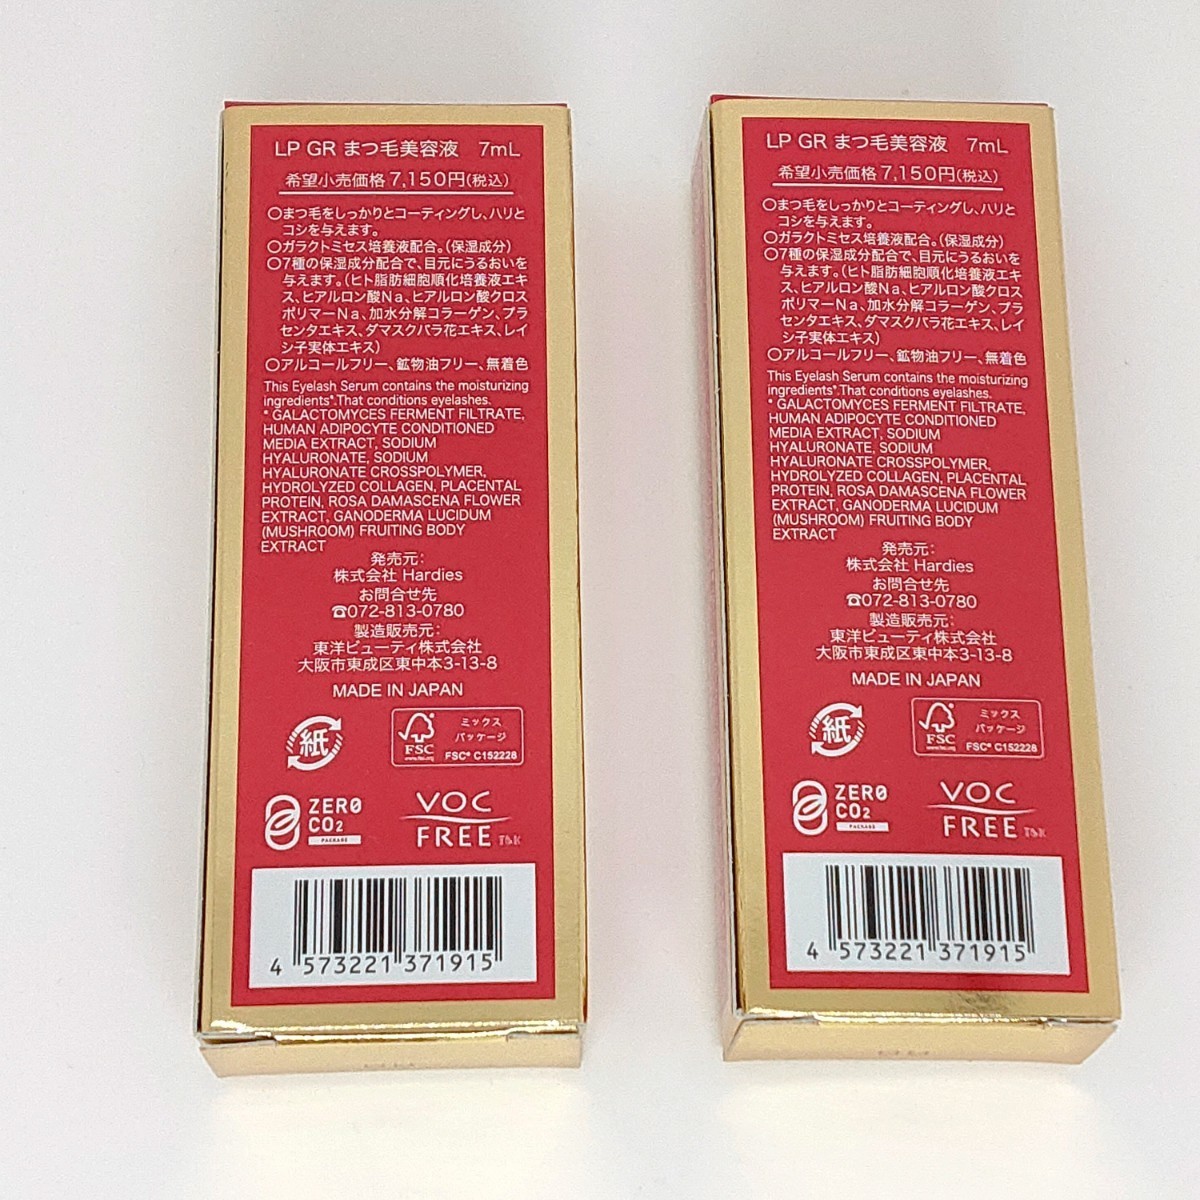 LP GR まつ毛美容液 7mL
希望小売価格 7,150円(税込)
○まつ毛をしっかりとコーティングし、ハリと
コシを与えます。
○ガラクトミセス培養液配合。(保湿成分)
○7種の保湿成分配合で、目元にうるおいを
与えます。(ヒト脂肪細胞順化培養液エキ
ス、ヒアルロン酸Na、ヒアルロン酸クロス
ポリマーNa、加水分解コラーゲン、プラ
センタエキス、ダマスクバラ花エキス、レイ
シ子実体エキス)
○アルコールフリー、鉱物油フリー、無着色
This Eyelash Serum contains the moisturizing
ingredients*.That conditions eyelashes.
* GALACTOMYCES FERMENT FILTRATE,
HUMAN ADIPOCYTE CONDITIONED
MEDIA EXTRACT, SODIUM
HYALURONATE, SODIUM
HYALURONATE CROSSPOLYMER,
HYDROLYZED COLLAGEN, PLACENTAL
PROTEIN, ROSA DAMASCENA FLOWER
EXTRACT, GANODERMA LUCIDUM
(MUSHROOM) FRUITING BODY
EXTRACT
発売元:
株式会社 Hardies
お問合せ先
☎072-813-0780
製造販売元:
東洋ビューティ株式会社
大阪市東成区東中本3-13-8
MADE IN JAPAN
紙
FSC
www.fsc.org
ミックス
パッケージ
FSC® C152228
ZERO
CO2
PACKAGE
VOC
FREE T&K
4 573221 371915
LP GR まつ毛美容液 7mL
希望小売価格 7,150円(税込)
○まつ毛をしっかりとコーティングし、ハリと
コシを与えます。
○ガラクトミセス培養液配合。(保湿成分)
○7種の保湿成分配合で、目元にうるおいを
与えます。(ヒト脂肪細胞順化培養液エキ
ス、ヒアルロン酸Na、ヒアルロン酸クロス
ポリマーNa、加水分解コラーゲン、プラ
センタエキス、ダマスクバラ花エキス、レイ
シ子実体エキス)
○アルコールフリー、鉱物油フリー、無着色
This Eyelash Serum contains the moisturizing
ingredients*.That conditions eyelashes.
* GALACTOMYCES FERMENT FILTRATE,
HUMAN ADIPOCYTE CONDITIONED
MEDIA EXTRACT, SODIUM
HYALURONATE, SODIUM
HYALURONATE CROSSPOLYMER,
HYDROLYZED COLLAGEN, PLACENTAL
PROTEIN, ROSA DAMASCENA FLOWER
EXTRACT, GANODERMA LUCIDUM
(MUSHROOM) FRUITING BODY
EXTRACT
発売元:
株式会社 Hardies
お問合せ先
☎072-813-0780
製造販売元:
東洋ビューティ株式会社
大阪市東成区東中本3-13-8
MADE IN JAPAN
紙
FSC
www.fsc.org
ミックス
パッケージ
FSC® C152228
ZERO
CO2
PACKAGE
VOC
FREE T&K
4 573221 371915